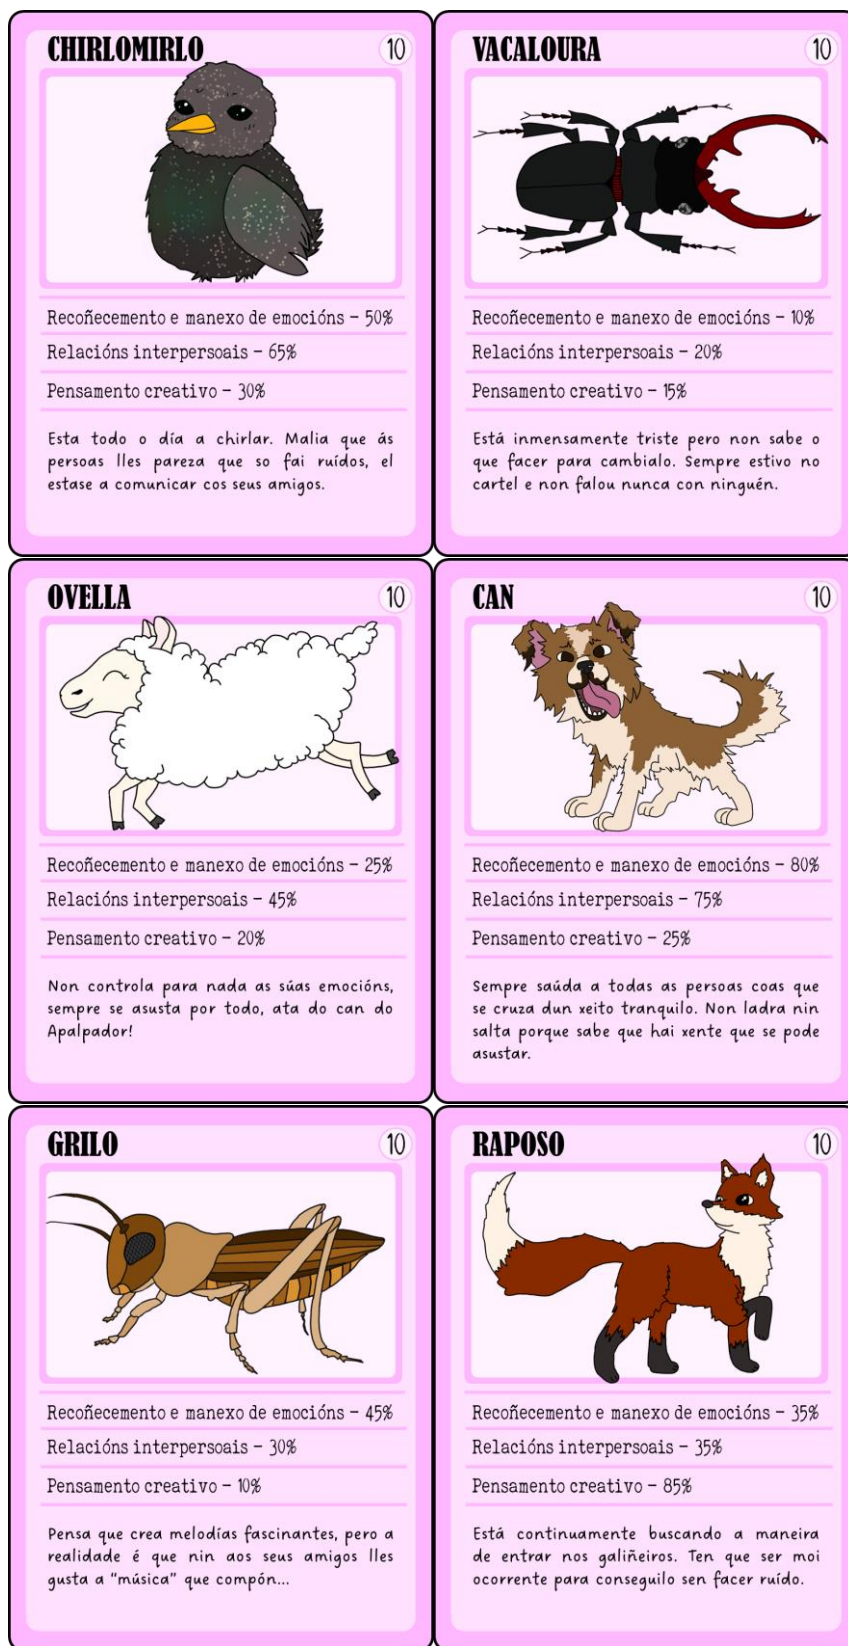 CHIRLOMIRLO 10
Recoñecemento e manexo de emocións – 50%
Relacións interpersoais – 65%
Pensamento creativo – 30%
Esta todo o día a chirlar. Malia que ás
persoas lles pareza que so fai ruídos, el
estase a comunicar cos seus amigos.
VACALOURA 10
Recoñecemento e manexo de emocións – 10%
Relacións interpersoais – 20%
Pensamento creativo – 15%
Está inmensamente triste pero non sabe o
que facer para cambialo. Sempre estivo no
cartel e non falou nunca con ninguén.
OVELLA 10
Recoñecemento e manexo de emocións – 25%
Relacións interpersoais – 45%
Pensamento creativo – 20%
Non controla para nada as súas emocións,
sempre se asusta por todo, ata do can do
Apalpador!
CAN 10
Recoñecemento e manexo de emocións – 80%
Relacións interpersoais – 75%
Pensamento creativo – 25%
Sempre saúda a todas as persoas coas que
se cruza dun xeito tranquilo. Non ladra nin
salta porque sabe que hai xente que se pode
asustar.
GRILO 10
Recoñecemento e manexo de emocións – 45%
Relacións interpersoais – 30%
Pensamento creativo – 10%
Pensa que crea melodías fascinantes, pero a
realidade é que nin aos seus amigos lles
gusta a "música" que compón...
RAPOSO 10
Recoñecemento e manexo de emocións – 35%
Relacións interpersoais – 35%
Pensamento creativo – 85%
Está continuamente buscando a maneira
de entrar nos galiñeiros. Ten que ser moi
ocorrente para conseguilo sen facer ruído.